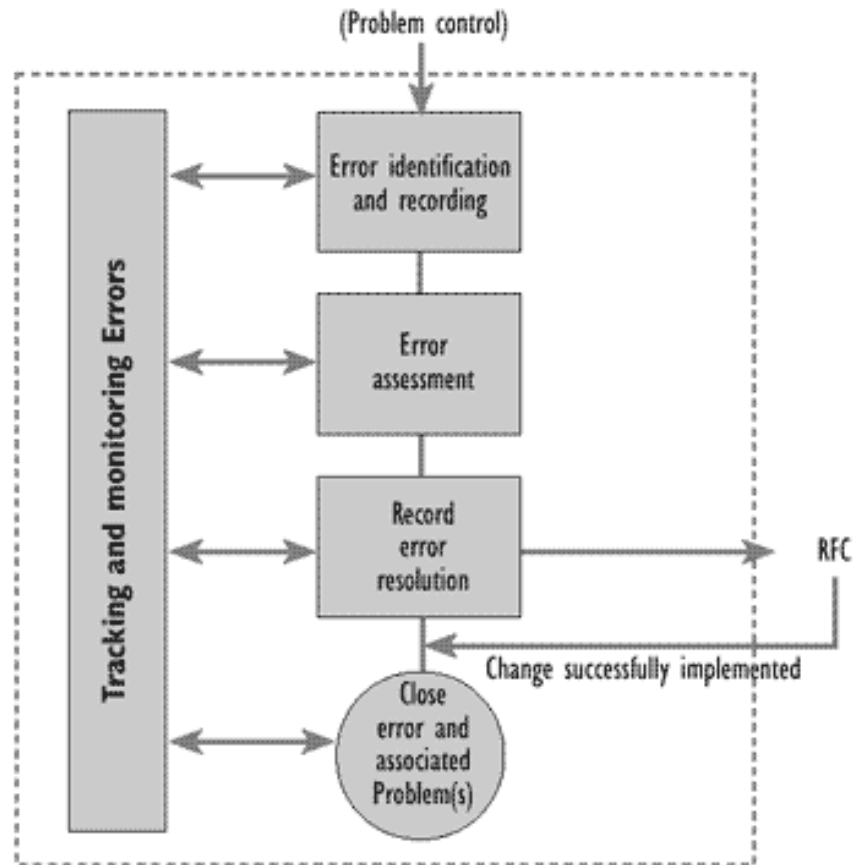 (Problem control)
Tracking and monitoring Errors
Error identification
and recording
Error
assessment
Record
error
resolution
RFC
Change successfully implemented
Close
error and
associated
Problem(s)